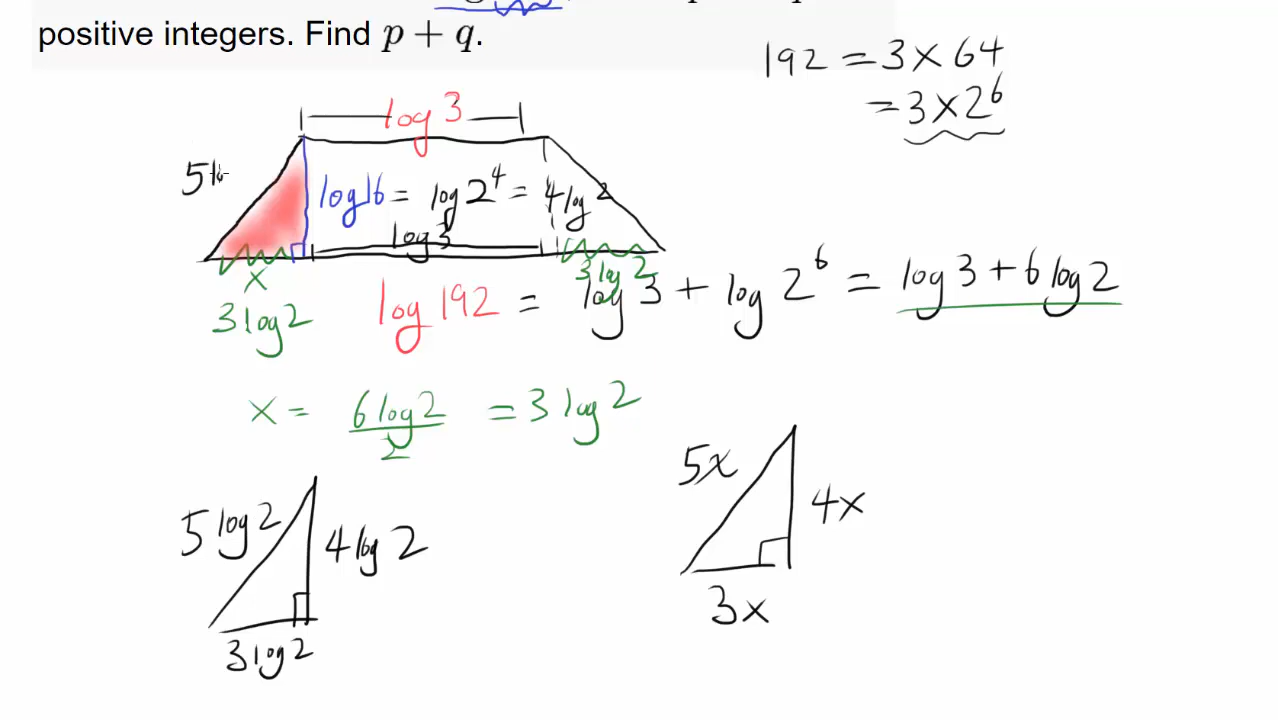 positive integers. Find p + q.
192 = 3 × 64
= 3 × 2^6
log 3
5l
log 16 = log 2^4 = 4 log 2
log 3
x
3 log 2
3 log 2
log 192 = log 3 + log 2^6 = log 3 + 6 log 2
x = 6 log 2 / 2 = 3 log 2
5 log 2
4 log 2
3 log 2
5x
4x
3x